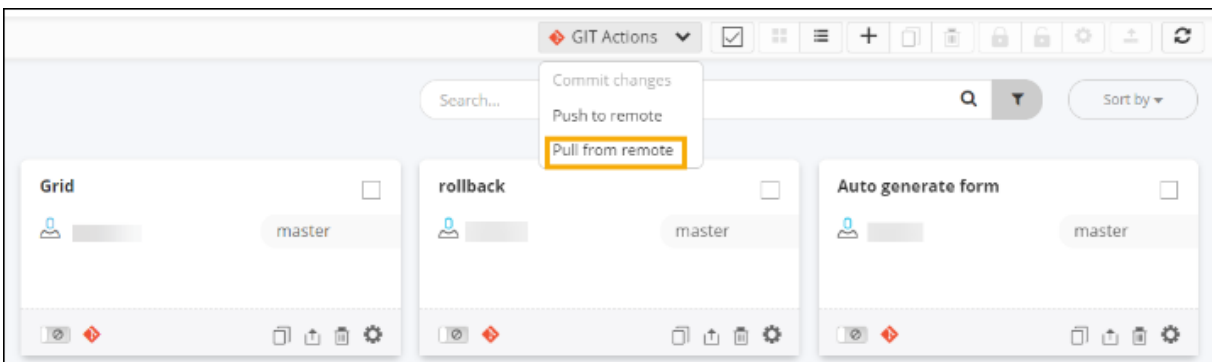 GIT Actions
Commit changes
Search...
Push to remote
Sort by
Pull from remote
Grid
rollback
Auto generate form
master
master
master